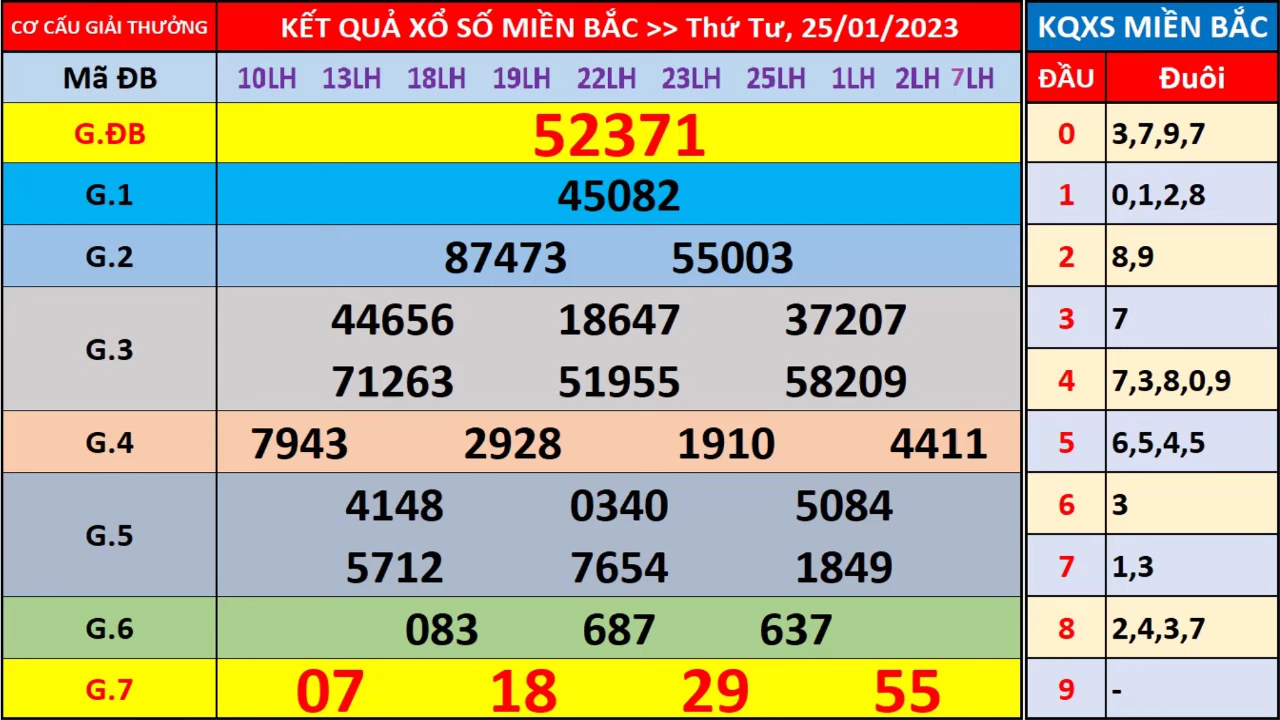 CƠ CẤU GIẢI THƯỞNG
KẾT QUẢ XỔ SỐ MIỀN BẮC >> Thứ Tư, 25/01/2023
Mã ĐB 10LH 13LH 18LH 19LH 22LH 23LH 25LH 1LH 2LH 7LH
G.ĐB 52371
G.1 45082
G.2 87473 55003
G.3 44656 18647 37207
71263 51955 58209
G.4 7943 2928 1910 4411
G.5 4148 0340 5084
5712 7654 1849
G.6 083 687 637
G.7 07 18 29 55
KQXS MIỀN BẮC
ĐẦU Đuôi
0 3,7,9,7
1 0,1,2,8
2 8,9
3 7
4 7,3,8,0,9
5 6,5,4,5
6 3
7 1,3
8 2,4,3,7
9 -